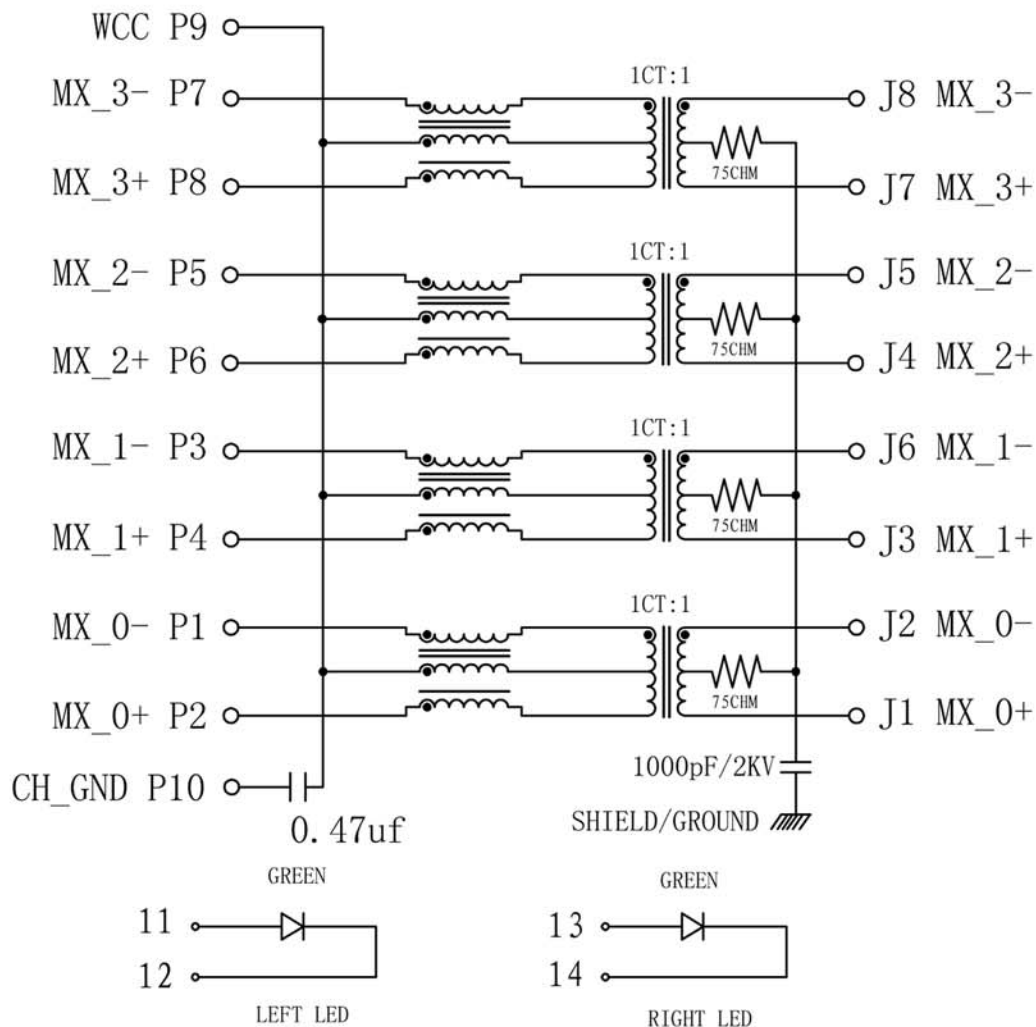 WCC P9
1CT:1
MX_3- P7
J8 MX_3-
75CHM
MX_3+ P8
J7 MX_3+
1CT:1
MX_2- P5
J5 MX_2-
75CHM
MX_2+ P6
J4 MX_2+
1CT:1
MX_1- P3
J6 MX_1-
75CHM
MX_1+ P4
J3 MX_1+
1CT:1
MX_0- P1
J2 MX_0-
75CHM
MX_0+ P2
J1 MX_0+
1000pF/2KV
CH_GND P10
SHIELD/GROUND
0.47uf
GREEN
GREEN
11
13
12
14
LEFT LED
RIGHT LED